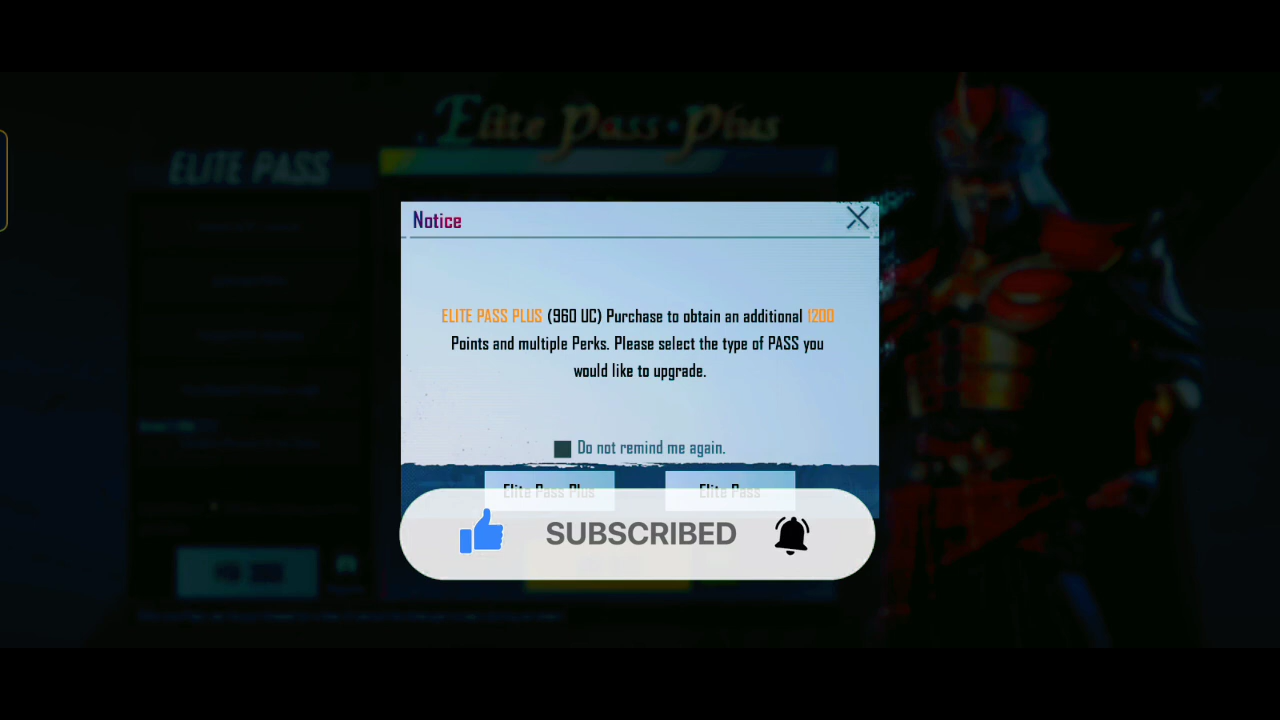 Elite Pass Plus
ELITE PASS
Notice
ELITE PASS PLUS (960 UC) Purchase to obtain an additional 1200
Points and multiple Perks. Please select the type of PASS you
would like to upgrade.
Do not remind me again.
Elite Pass Plus
Elite Pass
SUBSCRIBED